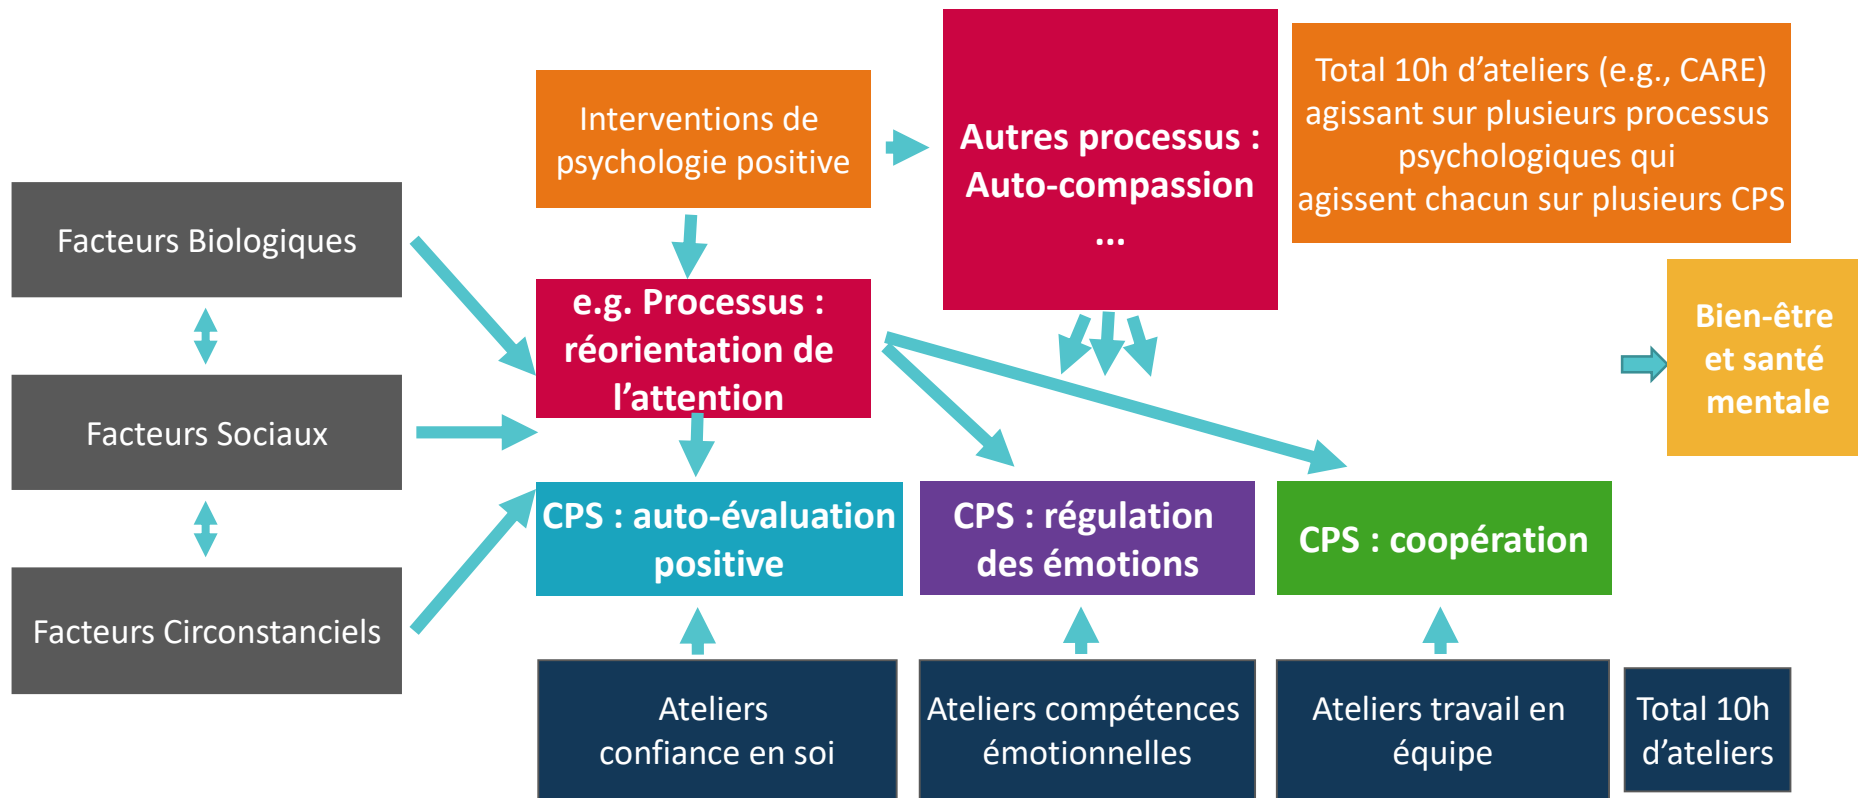 Interventions de
psychologie positive
Autres processus :
Auto-compassion
...
Total 10h d’ateliers (e.g., CARE)
agissant sur plusieurs processus
psychologiques qui
agissent chacun sur plusieurs CPS
Facteurs Biologiques
e.g. Processus :
réorientation de
l’attention
Bien-être
et santé
mentale
Facteurs Sociaux
CPS : auto-évaluation
positive
CPS : régulation
des émotions
CPS : coopération
Facteurs Circonstanciels
Ateliers
confiance en soi
Ateliers compétences
émotionnelles
Ateliers travail en
équipe
Total 10h
d’ateliers